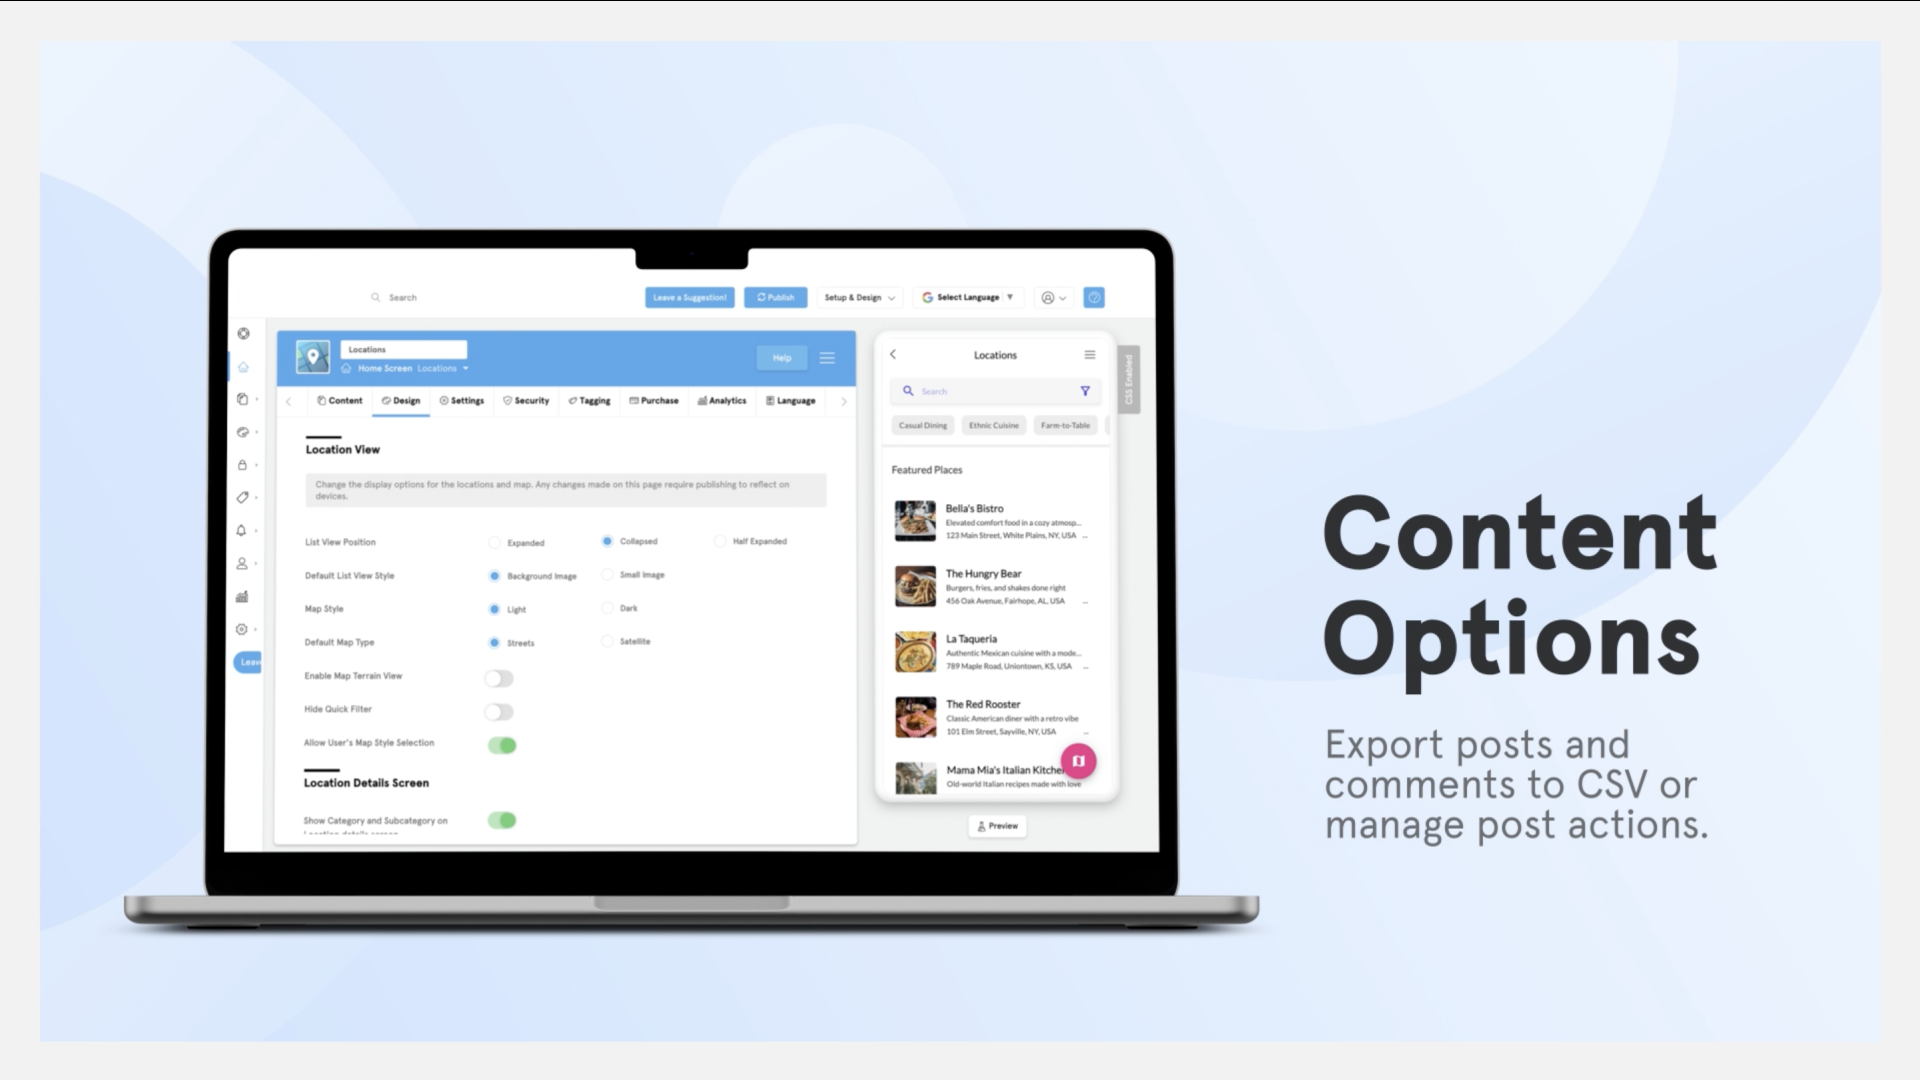 Search
Leave a Suggestion!
Publish
Setup & Design
Select Language
Locations
Home Screen Locations
Help
Content
Design
Settings
Security
Tagging
Purchase
Analytics
Language
Location View
Change the display options for the locations and map. Any changes made on this page require publishing to reflect on
devices.
List View Position
Expanded
Collapsed
Half Expanded
Default List View Style
Background Image
Small Image
Map Style
Light
Dark
Default Map Type
Streets
Satellite
Enable Map Terrain View
Hide Quick Filter
Allow User's Map Style Selection
Location Details Screen
Show Category and Subcategory on
Location details screen
Locations
Search
Casual Dining
Ethnic Cuisine
Farm-to-Table
Featured Places
Bella's Bistro
Elevated comfort food in a cozy atmosp...
123 Main Street, White Plains, NY, USA ...
The Hungry Bear
Burgers, fries, and shakes done right
456 Oak Avenue, Fairhope, AL, USA ...
La Taqueria
Authentic Mexican cuisine with a mode...
789 Maple Road, Uniontown, KS, USA ...
The Red Rooster
Classic American diner with a retro vibe
101 Elm Street, Sayville, NY, USA ...
Mama Mia's Italian Kitche
Old-world Italian recipes made with love
Preview
CSS Enabled
Content
Options
Export posts and
comments to CSV or
manage post actions.